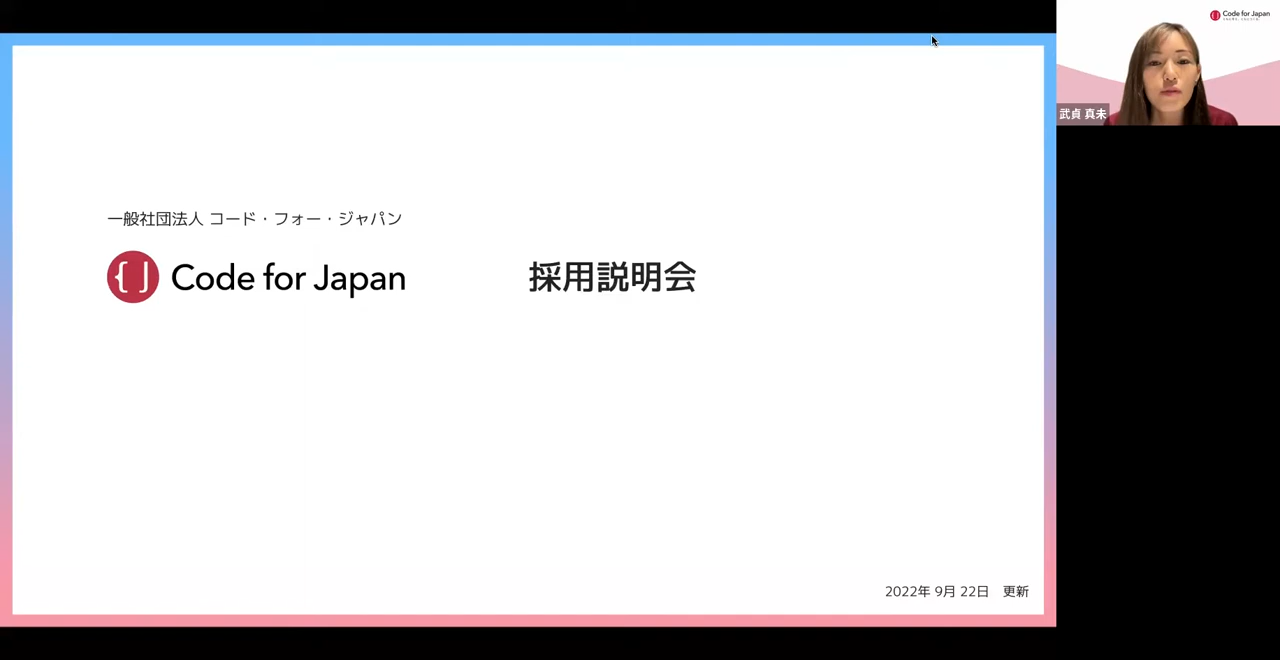 一般社団法人 コード・フォー・ジャパン
Code for Japan
採用説明会
2022年 9月 22日 更新
Code for Japan
武貞 真未